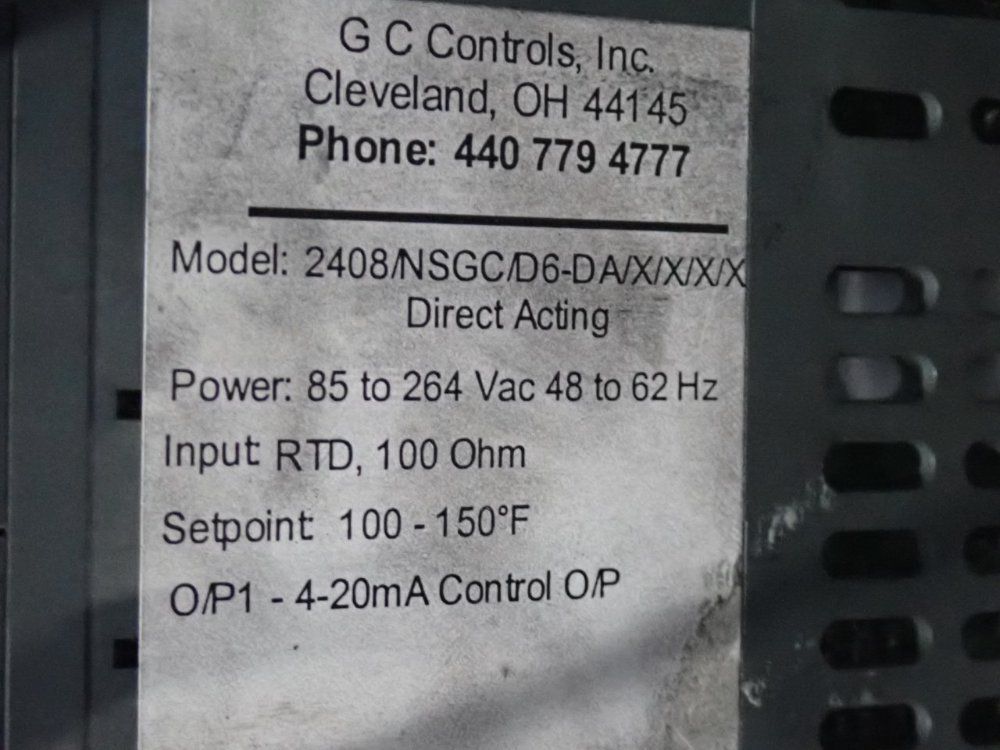 G C Controls, Inc.
Cleveland, OH 44145
Phone: 440 779 4777
Model: 2408/NSGC/D6-DA/X/X/X/X
Direct Acting
Power: 85 to 264 Vac 48 to 62 Hz
Input: RTD, 100 Ohm
Setpoint: 100 - 150°F
O/P1 - 4-20mA Control O/P